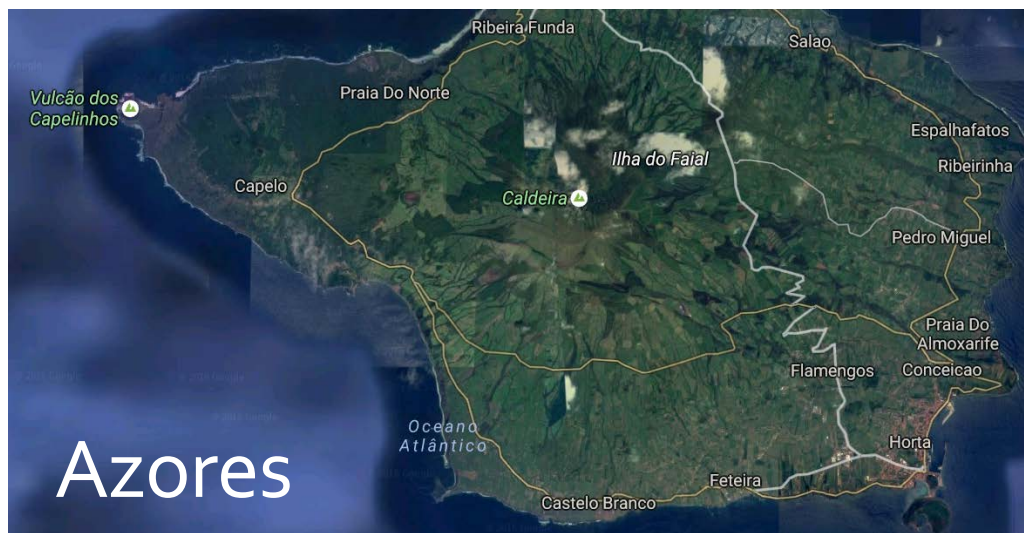 Ribeira Funda
Salao
Vulcão dos
Capelinhos
Praia Do Norte
Espalhafatos
Ilha do Faial
Ribeirinha
Capelo
Caldeira
Pedro Miguel
Praia Do
Almoxarife
Flamengos
Conceicao
Oceano
Atlântico
Horta
Azores
Feteira
Castelo Branco